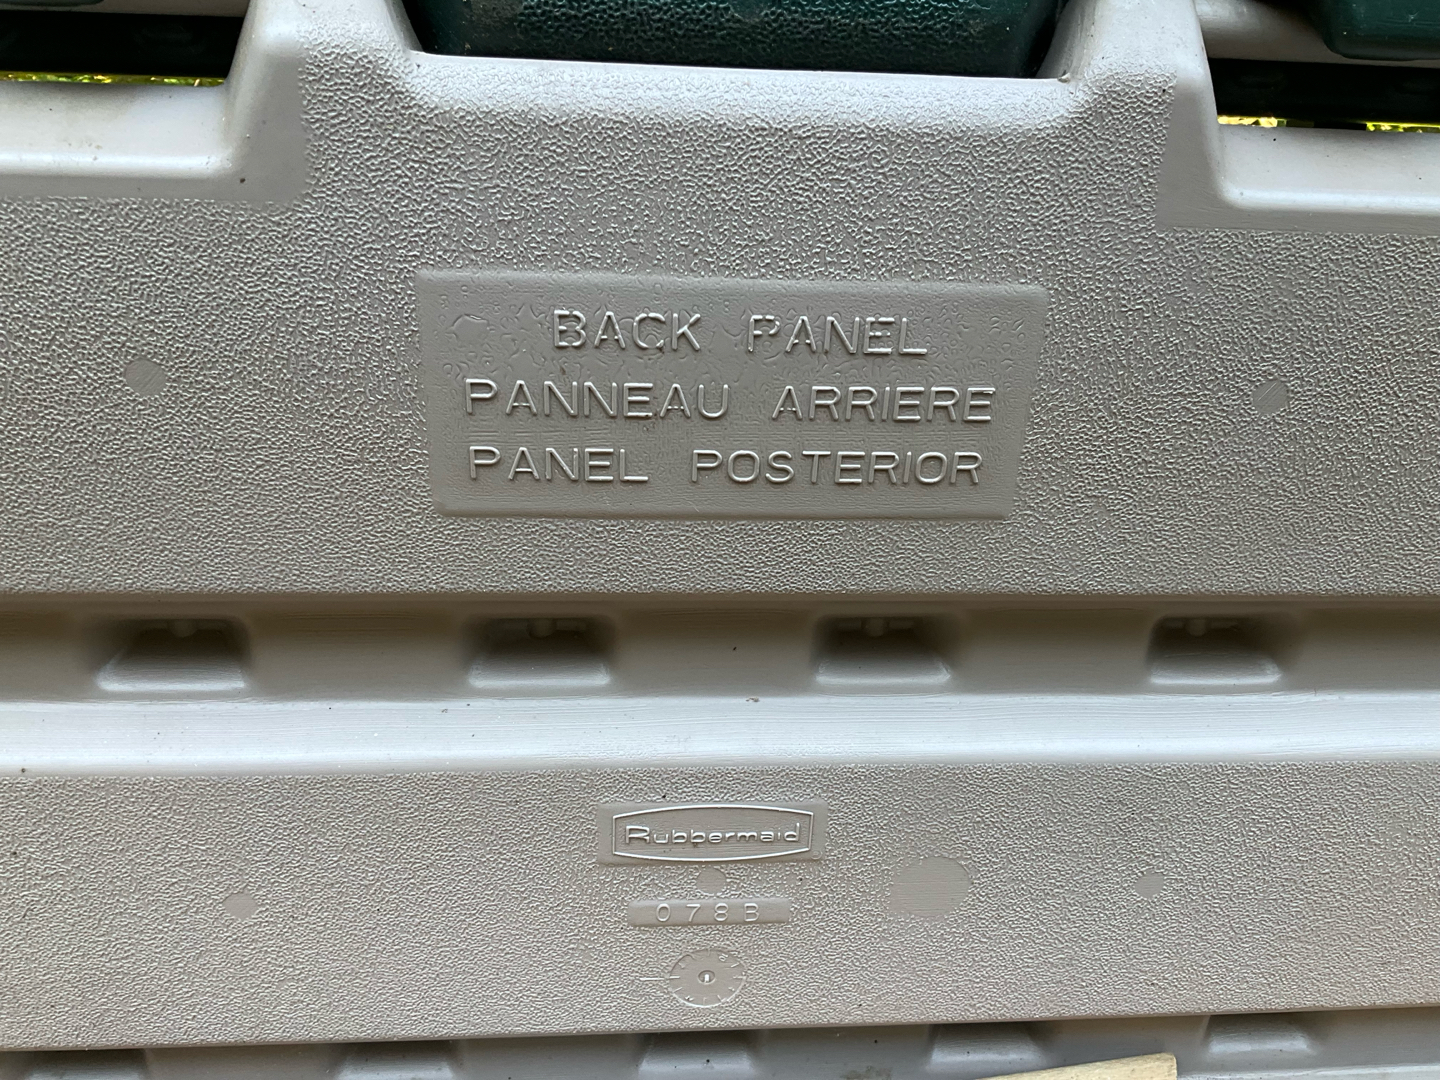 BACK PANEL
PANNEAU ARRIERE
PANEL POSTERIOR
Rubbermaid
078B